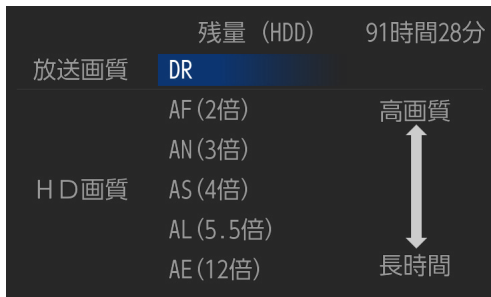 残量 (HDD) 91時間28分
放送画質 DR
AF(2倍) 高画質
AN(3倍)
HD画質 AS(4倍)
AL(5.5倍)
AE(12倍) 長時間